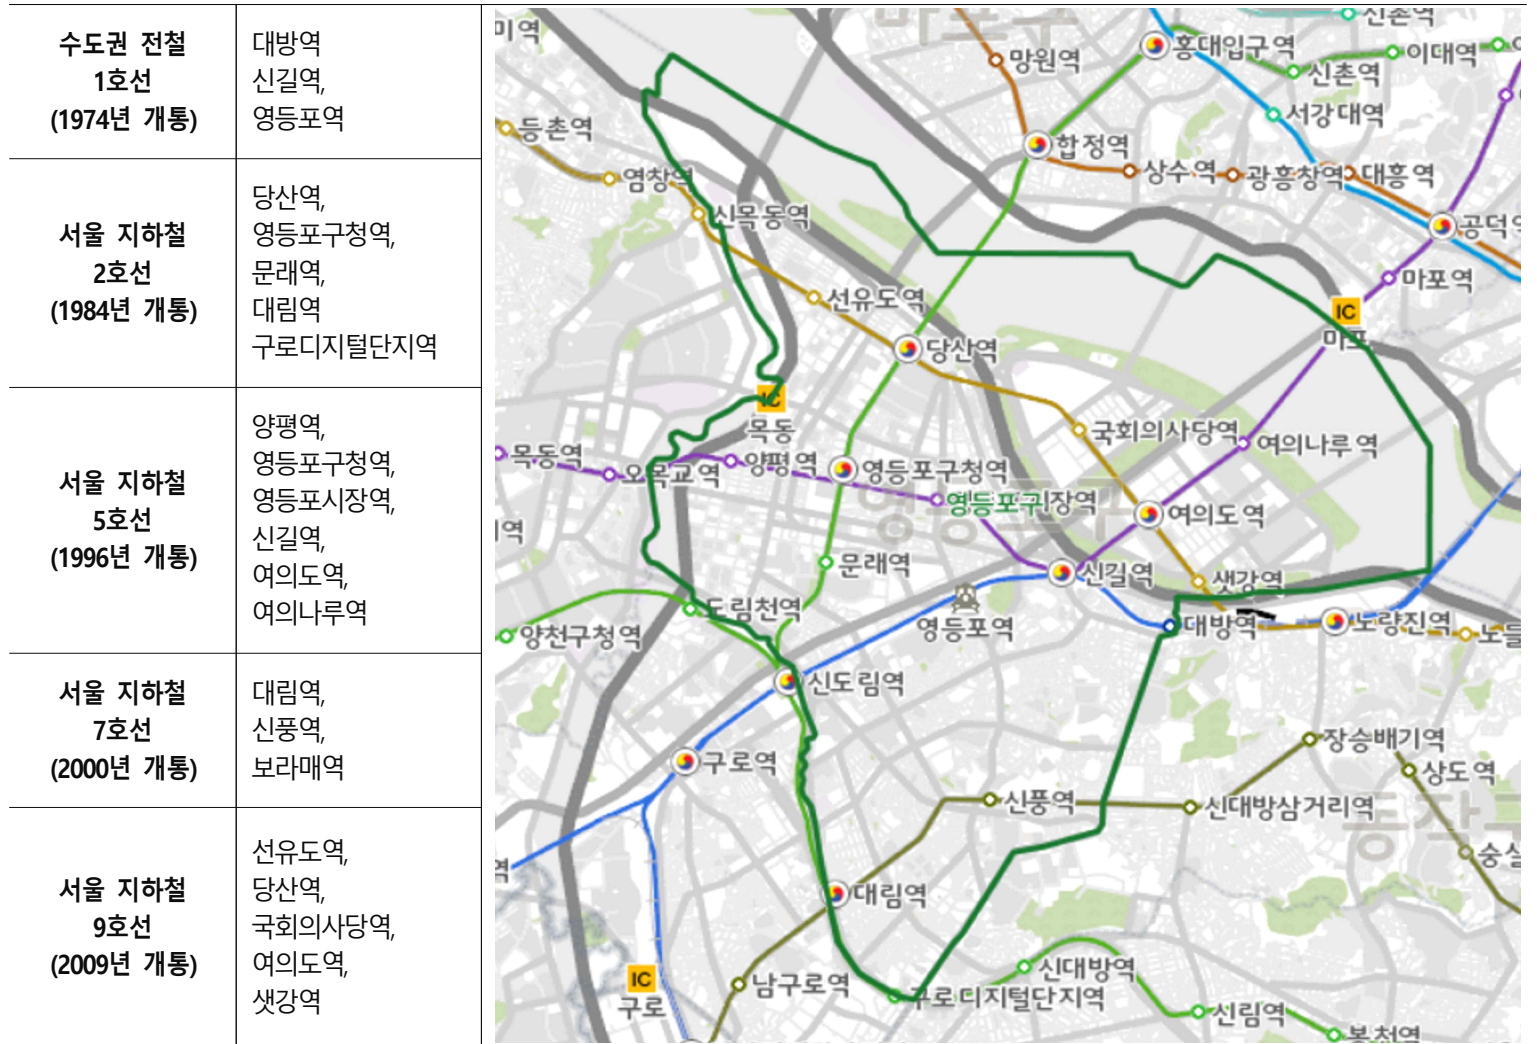 수도권 전철
1호선
(1974년 개통)
대방역
신길역,
영등포역
서울 지하철
2호선
(1984년 개통)
당산역,
영등포구청역,
문래역,
대림역
구로디지털단지역
서울 지하철
5호선
(1996년 개통)
양평역,
영등포구청역,
영등포시장역,
신길역,
여의도역,
여의나루역
서울 지하철
7호선
(2000년 개통)
대림역,
신풍역,
보라매역
서울 지하철
9호선
(2009년 개통)
선유도역,
당산역,
국회의사당역,
여의도역,
샛강역
신촌역
홍대입구역
이대역
망원역
신촌역
서강대역
등촌역
합정역
상수역
광흥창역
대흥역
염창역
신목동역
공덕역
마포역
선유도역
IC
마포
당산역
IC
목동
국회의사당역
여의나루역
목동역
오목교역
양평역
영등포구청역
영등포구
시장역
여의도역
문래역
신길역
샛강역
도림천역
영등포역
대방역
노량진역
노들
양천구청역
신도림역
구로역
장승배기역
상도역
신풍역
신대방삼거리역
동작구
숭실
대림역
IC
구로
남구로역
구로디지털단지역
신대방역
신림역
봉천역